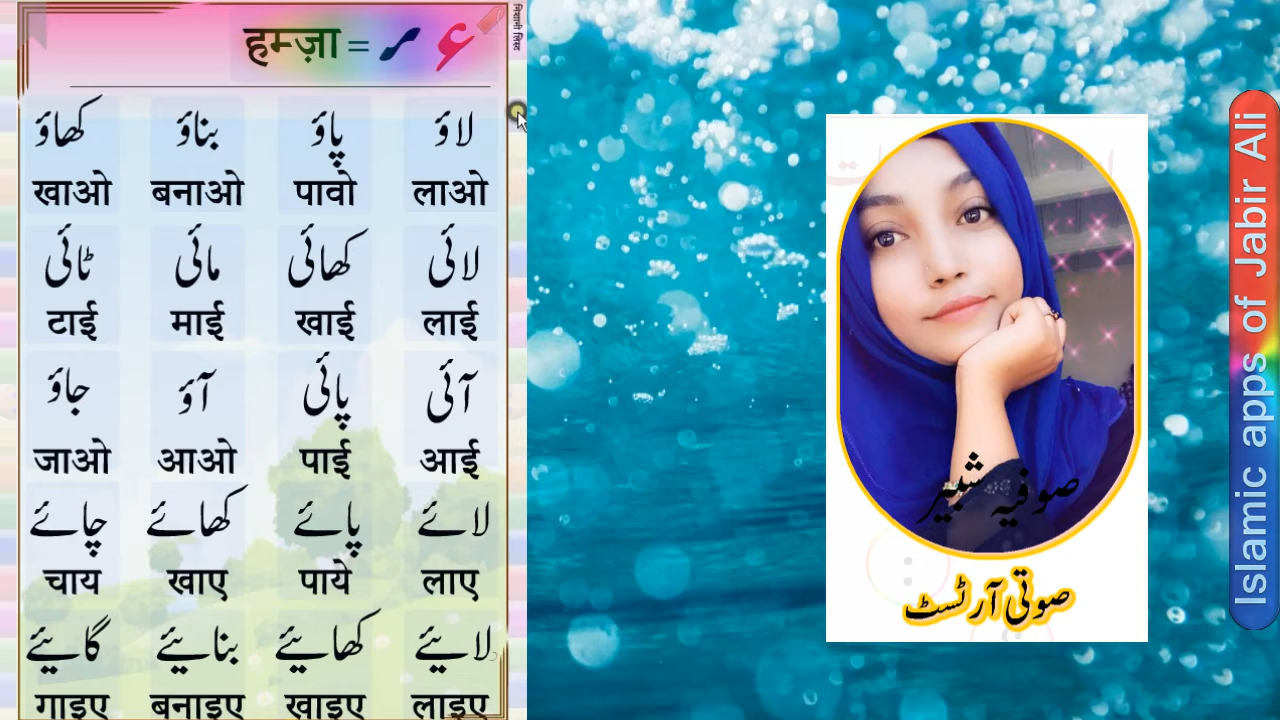 हम्ज़ा = ء ئ
निशानी लिस्ट
لاؤ پاؤ بناؤ کھاؤ
लाओ पावो बनाओ खाओ
لائی کھائی مائی ٹائی
लाई खाई माई टाई
آئی پائی آؤ جاؤ
आई पाई आओ जाओ
لائے پائے کھائے چائے
लाए पाये खाए चाय
لائیے کھائیے بنائیے گائیے
लाइए खाइए बनाइए गाइए
صوفیہ شبیر
صوتی آرٹسٹ
Islamic apps of Jabir Ali